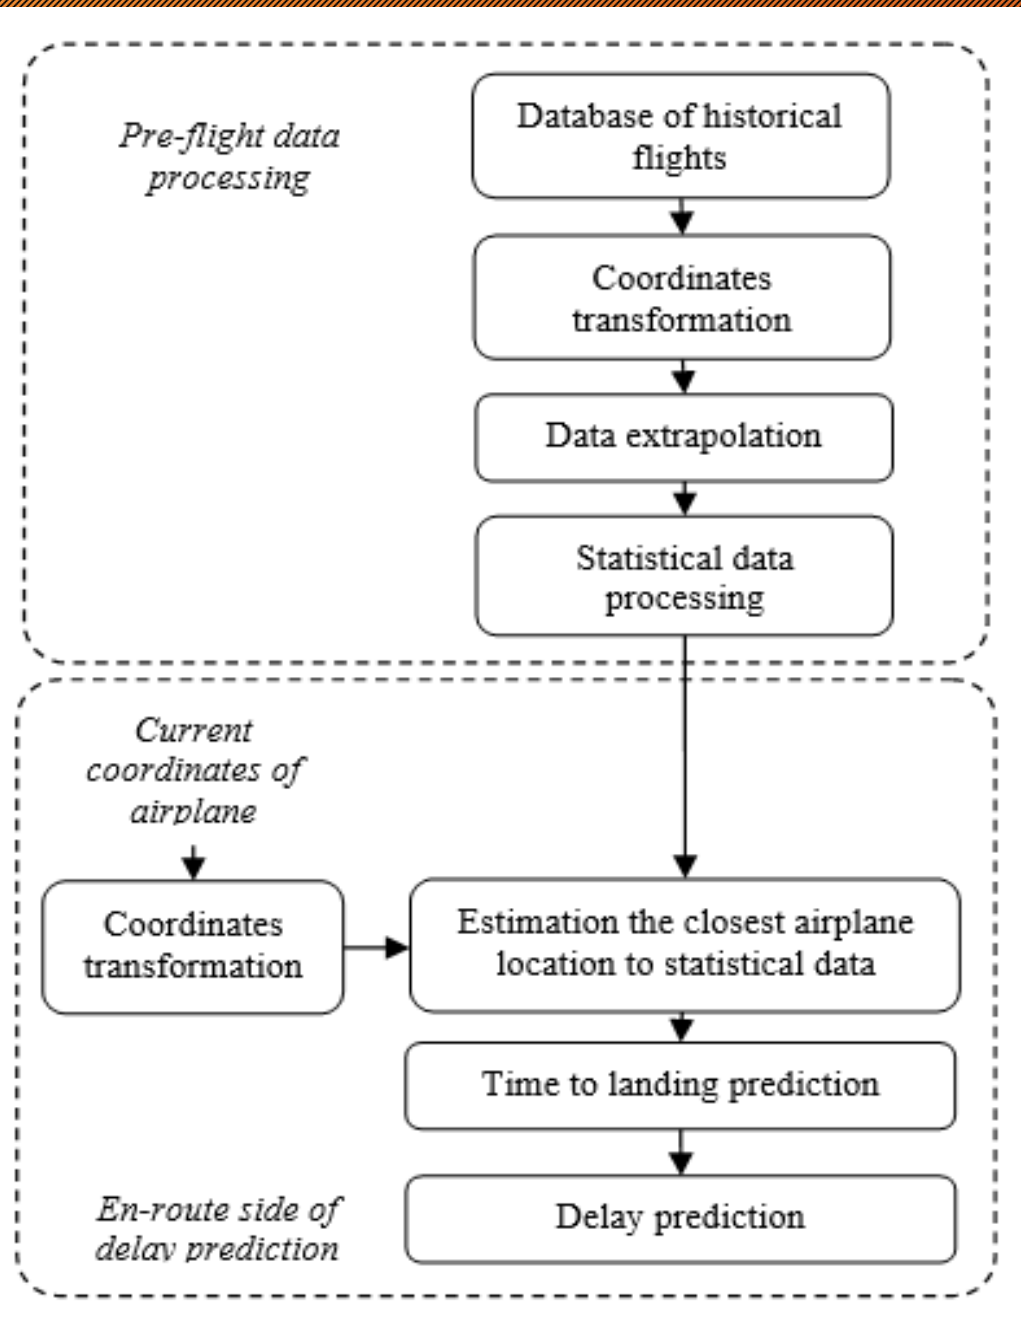 Pre-flight data
processing
Database of historical
flights
Coordinates
transformation
Data extrapolation
Statistical data
processing
Current
coordinates of
airplane
Coordinates
transformation
Estimation the closest airplane
location to statistical data
Time to landing prediction
Delay prediction
En-route side of
delay prediction